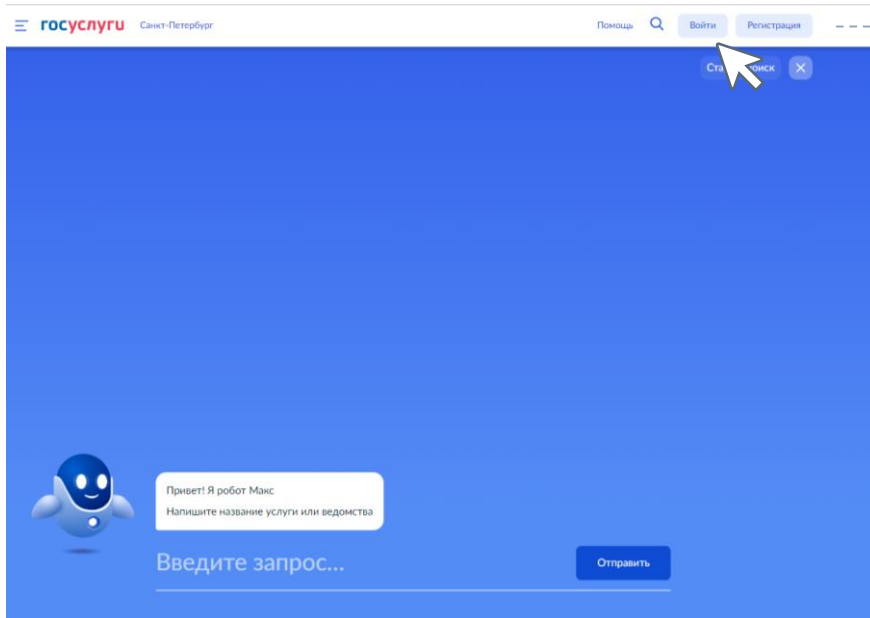 госуслуги Санкт-Петербург Помощь Войти Регистрация
Привет! Я робот Макс
Напишите название услуги или ведомства
Введите запрос...
Отправить